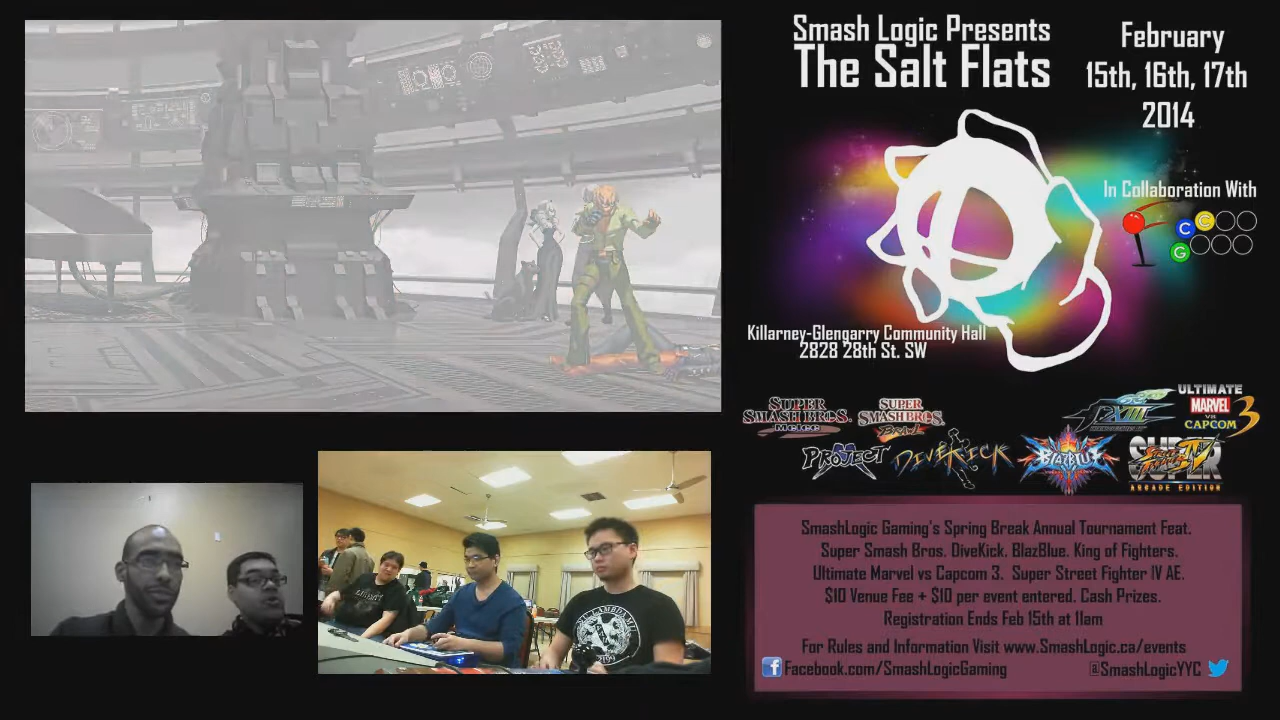 Smash Logic Presents
The Salt Flats
February
15th, 16th, 17th
2014
In Collaboration With
C C
G
Killarney-Glengarry Community Hall
2828 28th St. SW
SUPER SMASH BROS. Melee
SUPER SMASH BROS. Brawl
XIII
ULTIMATE MARVEL VS CAPCOM 3
PROJECT M
DIVEKICK
BLAZBLUE
SUPER STREET FIGHTER IV ARCADE EDITION
SmashLogic Gaming's Spring Break Annual Tournament Feat.
Super Smash Bros. DiveKick. BlazBlue. King of Fighters.
Ultimate Marvel vs Capcom 3. Super Street Fighter IV AE.
$10 Venue Fee + $10 per event entered. Cash Prizes.
Registration Ends Feb 15th at 11am
For Rules and Information Visit www.SmashLogic.ca/events
Facebook.com/SmashLogicGaming
@SmashLogicYYC